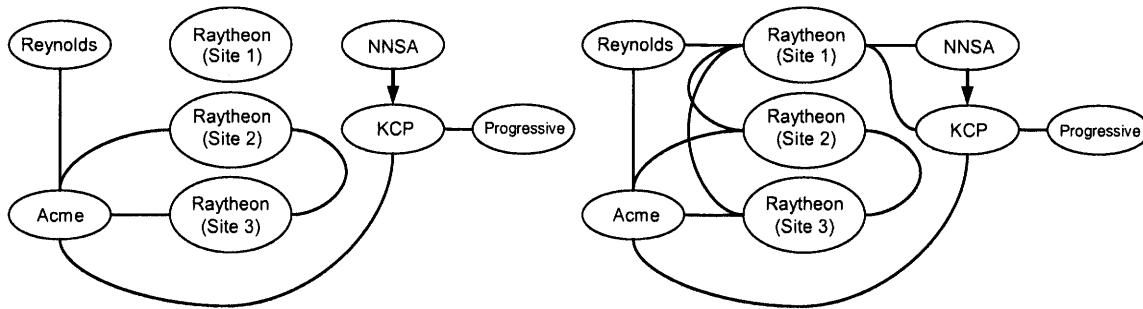 Reynolds
Raytheon
(Site 1)
NNSA
Raytheon
(Site 2)
KCP
Progressive
Acme
Raytheon
(Site 3)
Reynolds
Raytheon
(Site 1)
NNSA
Raytheon
(Site 2)
KCP
Progressive
Acme
Raytheon
(Site 3)